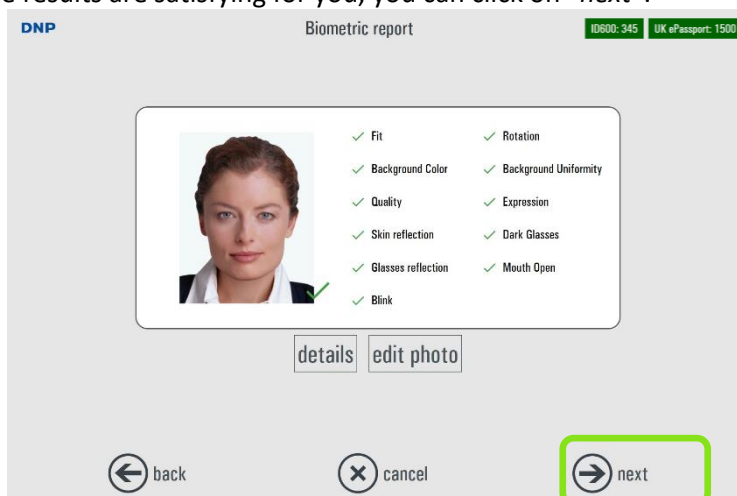 e results are satisfying for you, you can click on "next".
DNP Biometric report ID600: 345 UK ePassport: 1500
Fit Rotation
Background Color Background Uniformity
Quality Expression
Skin reflection Dark Glasses
Glasses reflection Mouth Open
Blink
details edit photo
back cancel next